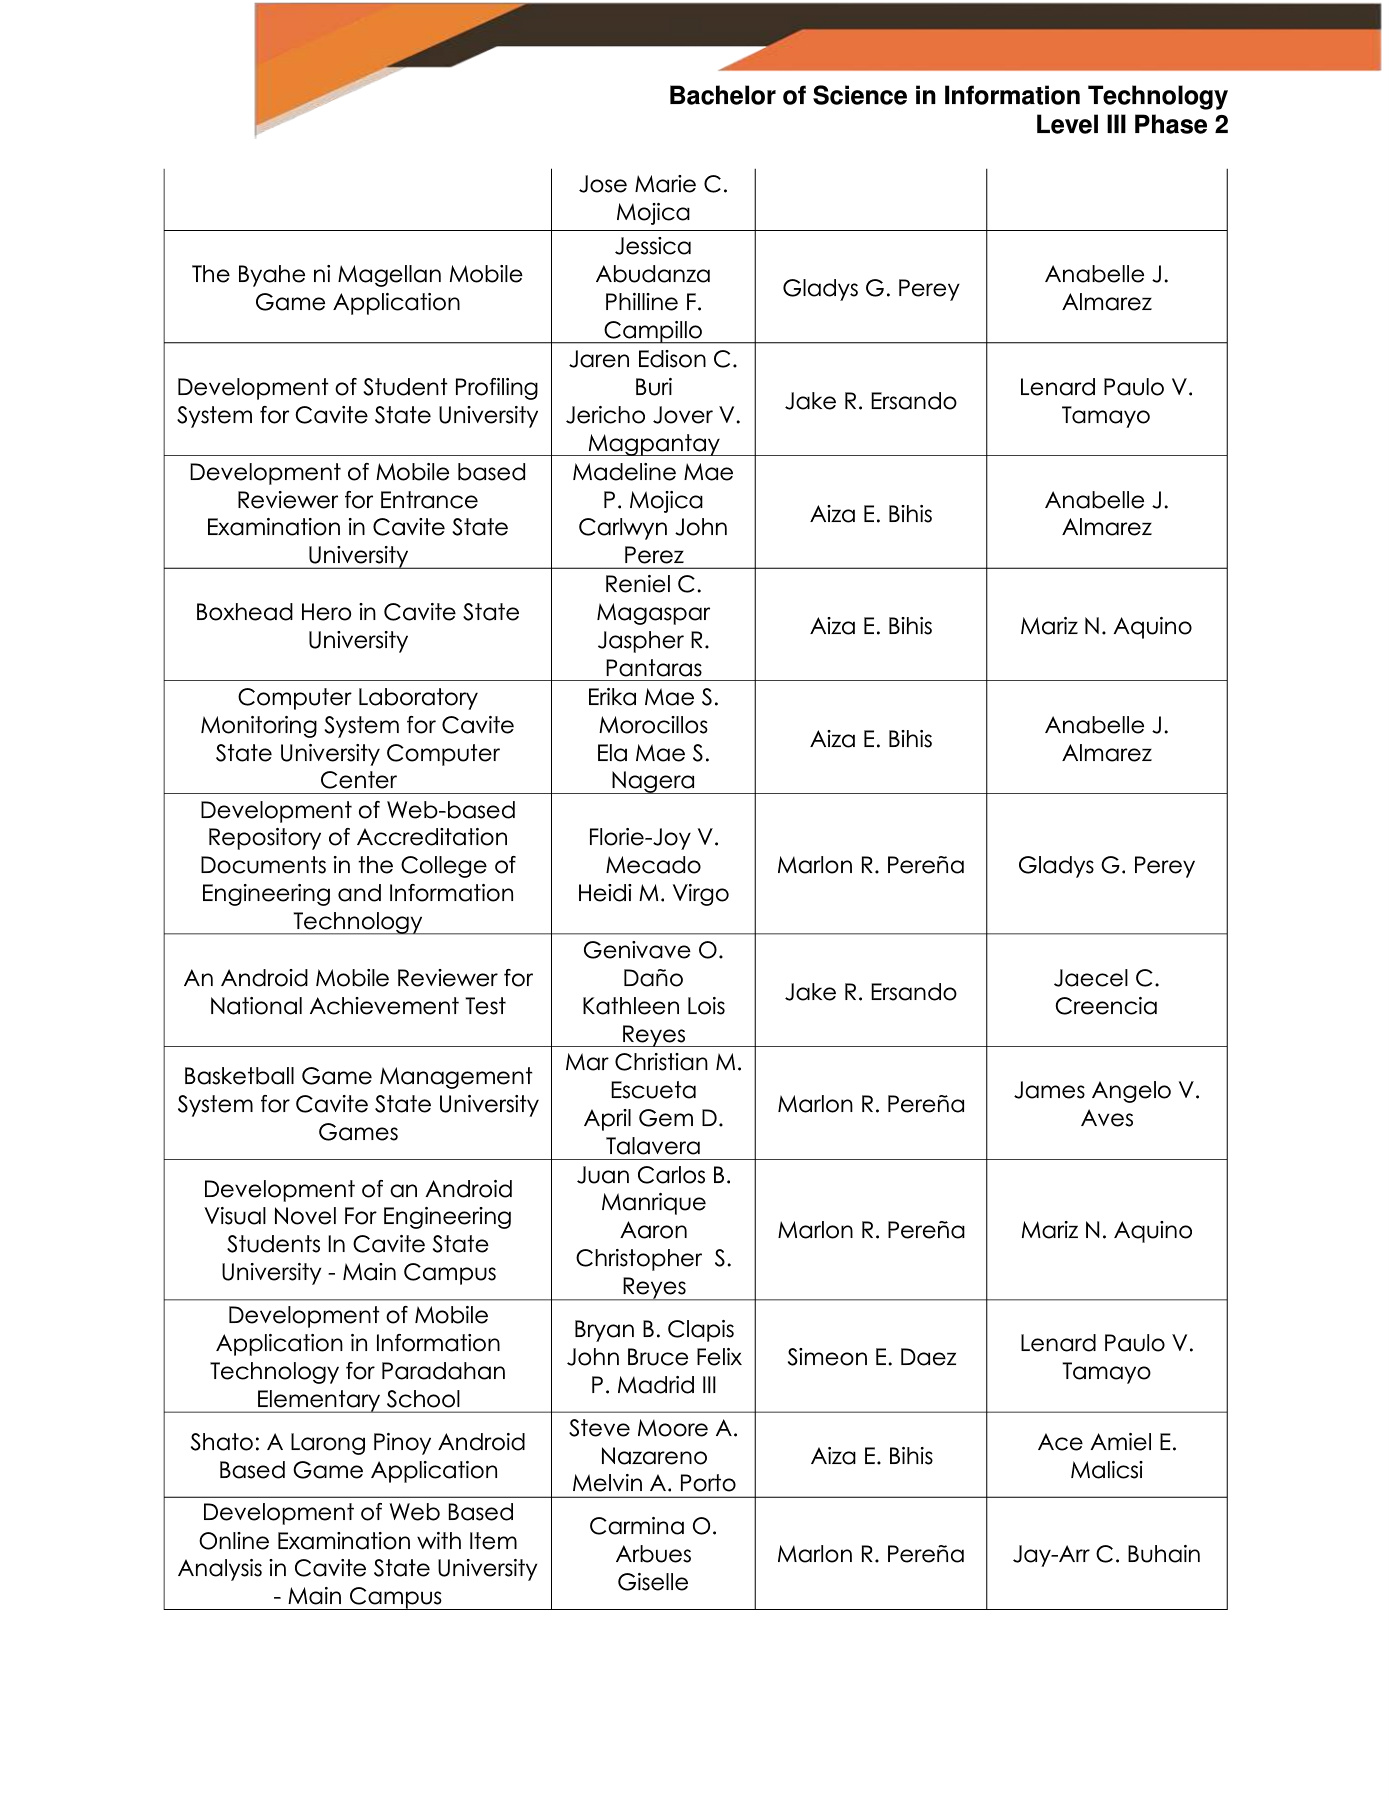 Bachelor of Science in Information Technology
Level III Phase 2
Jose Marie C.
Mojica
The Byahe ni Magellan Mobile
Game Application
Jessica
Abudanza
Philline F.
Campillo
Gladys G. Perey
Anabelle J.
Almarez
Development of Student Profiling
System for Cavite State University
Jaren Edison C.
Buri
Jericho Jover V.
Magpantay
Jake R. Ersando
Lenard Paulo V.
Tamayo
Development of Mobile based
Reviewer for Entrance
Examination in Cavite State
University
Madeline Mae
P. Mojica
Carlwyn John
Perez
Aiza E. Bihis
Anabelle J.
Almarez
Boxhead Hero in Cavite State
University
Reniel C.
Magaspar
Jaspher R.
Pantaras
Aiza E. Bihis
Mariz N. Aquino
Computer Laboratory
Monitoring System for Cavite
State University Computer
Center
Erika Mae S.
Morocillos
Ela Mae S.
Nagera
Aiza E. Bihis
Anabelle J.
Almarez
Development of Web-based
Repository of Accreditation
Documents in the College of
Engineering and Information
Technology
Florie-Joy V.
Mecado
Heidi M. Virgo
Marlon R. Pereña
Gladys G. Perey
An Android Mobile Reviewer for
National Achievement Test
Genivave O.
Daño
Kathleen Lois
Reyes
Jake R. Ersando
Jaecel C.
Creencia
Basketball Game Management
System for Cavite State University
Games
Mar Christian M.
Escueta
April Gem D.
Talavera
Marlon R. Pereña
James Angelo V.
Aves
Development of an Android
Visual Novel For Engineering
Students In Cavite State
University - Main Campus
Juan Carlos B.
Manrique
Aaron
Christopher  S.
Reyes
Marlon R. Pereña
Mariz N. Aquino
Development of Mobile
Application in Information
Technology for Paradahan
Elementary School
Bryan B. Clapis
John Bruce Felix
P. Madrid III
Simeon E. Daez
Lenard Paulo V.
Tamayo
Shato: A Larong Pinoy Android
Based Game Application
Steve Moore A.
Nazareno
Melvin A. Porto
Aiza E. Bihis
Ace Amiel E.
Malicsi
Development of Web Based
Online Examination with Item
Analysis in Cavite State University
- Main Campus
Carmina O.
Arbues
Giselle
Marlon R. Pereña
Jay-Arr C. Buhain